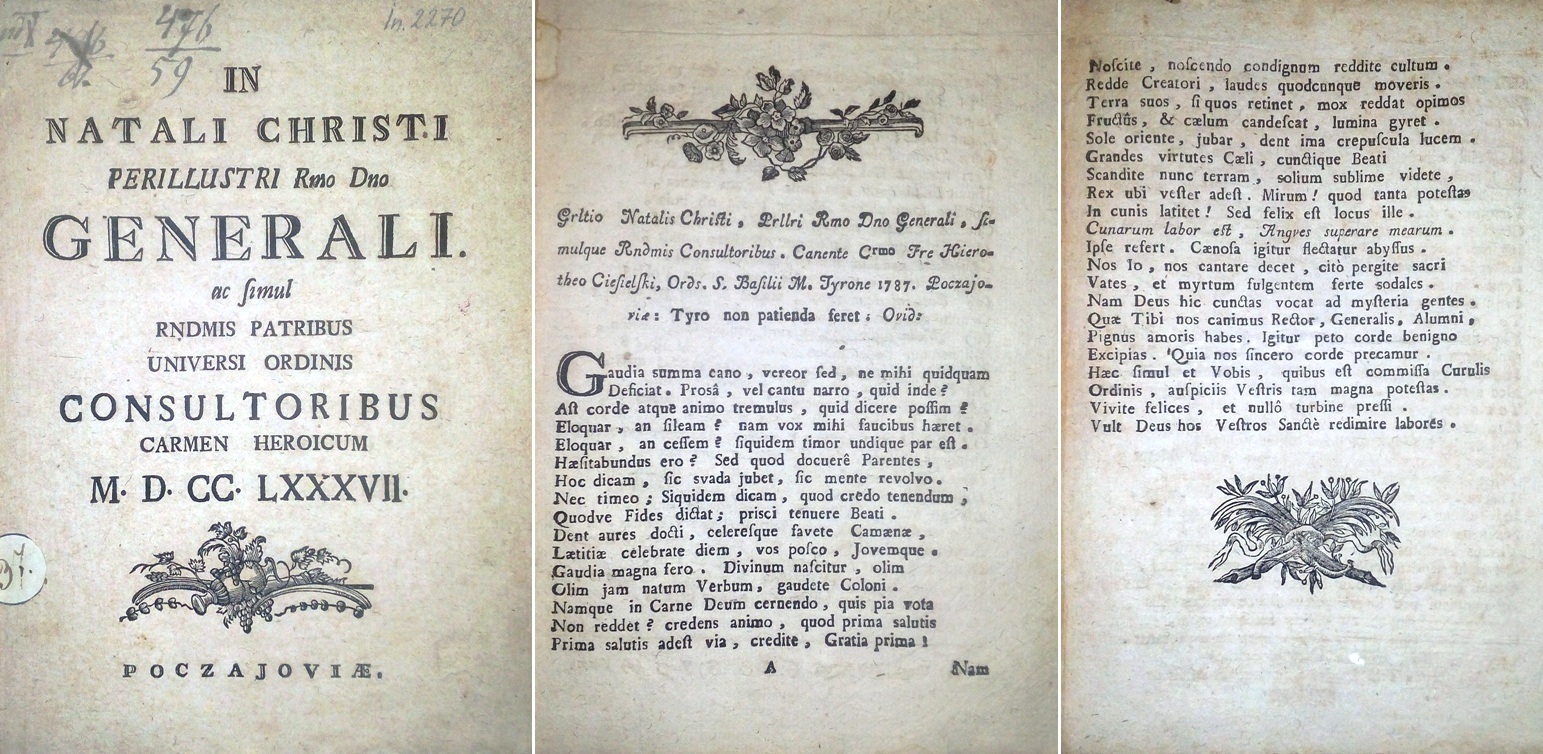 476
59
In. 2270
IN
NATALI CHRISTI
PERILLUSTRI Rmo Dno
GENERALI.
ac ſimul
RNDMIS PATRIBUS
UNIVERSI ORDINIS
CONSULTORIBUS
CARMEN HEROICUM
M. D. CC. LXXXVII.
POCZAJOVIÆ.
Grltio Natalis Chriſti, Prllri Rmo Dno Generali, ſi-
mulque Rndmis Conſultoribus. Canente Crmo Fre Hiero-
theo Cieſielſki, Ords. S. Baſilii M. Tyrone 1787. Poczajo-
viæ: Tyro non patienda feret: Ovid:
Gaudia summa cano, vereor ſed, ne mihi quidquam
Deficiat. Prosâ, vel cantu narro, quid inde?
Aſt corde atque animo tremulus, quid dicere poſſim?
Eloquar, an ſileam? nam vox mihi faucibus hæret.
Eloquar, an ceſſem? ſiquidem timor undique par eſt.
Hæſitabundus ero? Sed quod docuerê Parentes,
Hoc dicam, ſic svada jubet, ſic mente revolvo.
Nec timeo; Siquidem dicam, quod credo tenendum,
Quodve Fides dictat; prisci tenuere Beati.
Dent aures docti, celereſque favete Camænæ,
Lætitiæ celebrate diem, vos poſco, Jovemque.
Gaudia magna fero. Divinum naſcitur, olim
Olim jam natum Verbum, gaudete Coloni.
Namque in Carne Deum cernendo, quis pia vota
Non reddet? credens animo, quod prima salutis
Prima salutis adeſt via, credite, Gratia prima!
A
Nam
Noſcite, noſcendo condignum reddite cultum.
Redde Creatori, laudes quodcunque moveris.
Terra suos, ſi quos retinet, mox reddat opimos
Fructûs, & cælum candeſcat, lumina gyret.
Sole oriente, jubar, dent ima crepuſcula lucem.
Grandes virtutes Cæli, cunctique Beati
Scandite nunc terram, solium sublime videte,
Rex ubi veſter adeſt. Mirum! quod tanta poteſtas
In cunis latitet! Sed felix eſt locus ille.
Cunarum labor eſt, Angves superare mearum.
Ipſe refert. Cænoſa igitur flectatur abyſſus.
Nos Io, nos cantare decet, citò pergite sacri
Vates, et myrtum fulgentem ferte sodales.
Nam Deus hic cunctas vocat ad myſteria gentes.
Quæ Tibi nos canimus Rector, Generalis, Alumni,
Pignus amoris habes. Igitur peto corde benigno
Excipias. Quia nos ſincero corde precamur.
Hæc ſimul et Vobis, quibus eſt commiſſa Curulis
Ordinis, auſpiciis Veſtris tam magna poteſtas.
Vivite felices, et nullô turbine preſſi.
Vult Deus hos Veſtros Sanctè redimire laborēs.